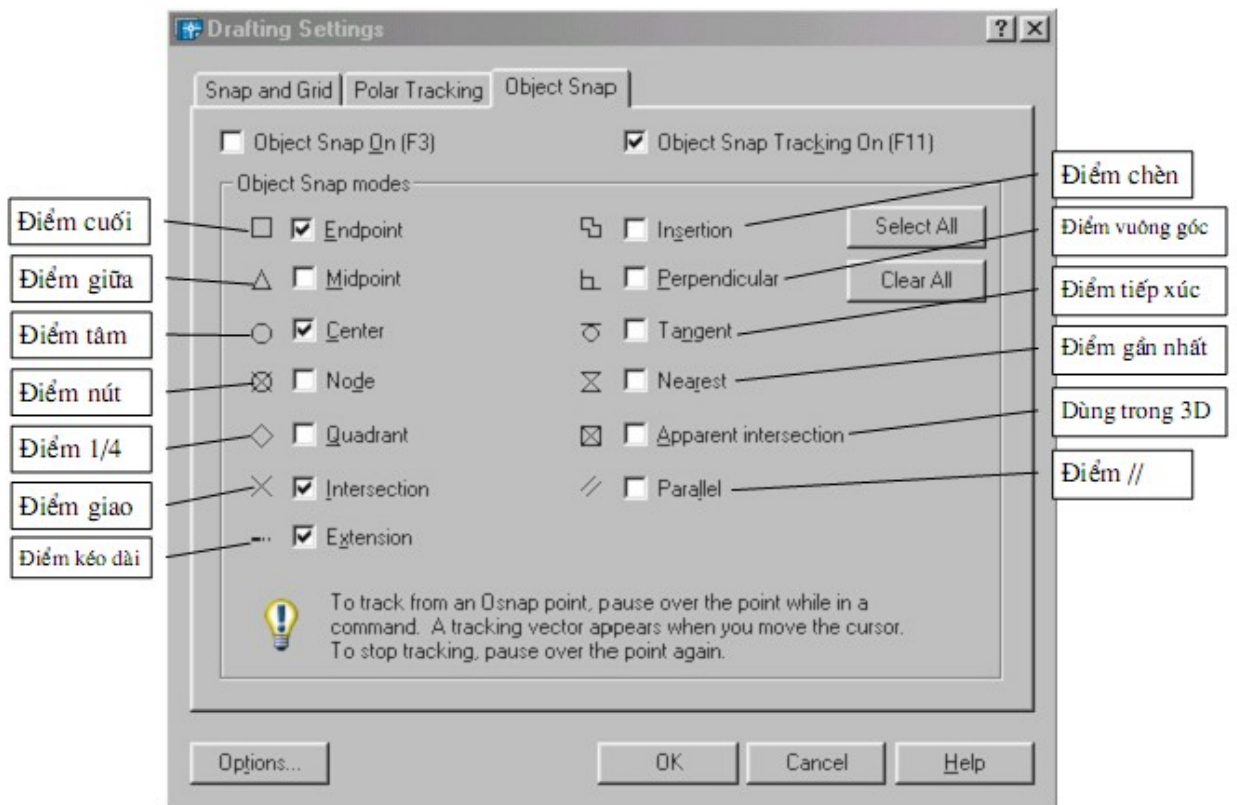 Drafting Settings
Snap and Grid
Polar Tracking
Object Snap
Object Snap On (F3)
Object Snap Tracking On (F11)
Object Snap modes
Điểm cuối
Endpoint
Insertion
Select All
Điểm chèn
Điểm giữa
Midpoint
Perpendicular
Clear All
Điểm vuông góc
Điểm tâm
Center
Tangent
Điểm tiếp xúc
Điểm nút
Node
Nearest
Điểm gần nhất
Điểm 1/4
Quadrant
Apparent intersection
Dùng trong 3D
Điểm giao
Intersection
Parallel
Điểm //
Điểm kéo dài
Extension
To track from an Osnap point, pause over the point while in a
command. A tracking vector appears when you move the cursor.
To stop tracking, pause over the point again.
Options...
OK
Cancel
Help